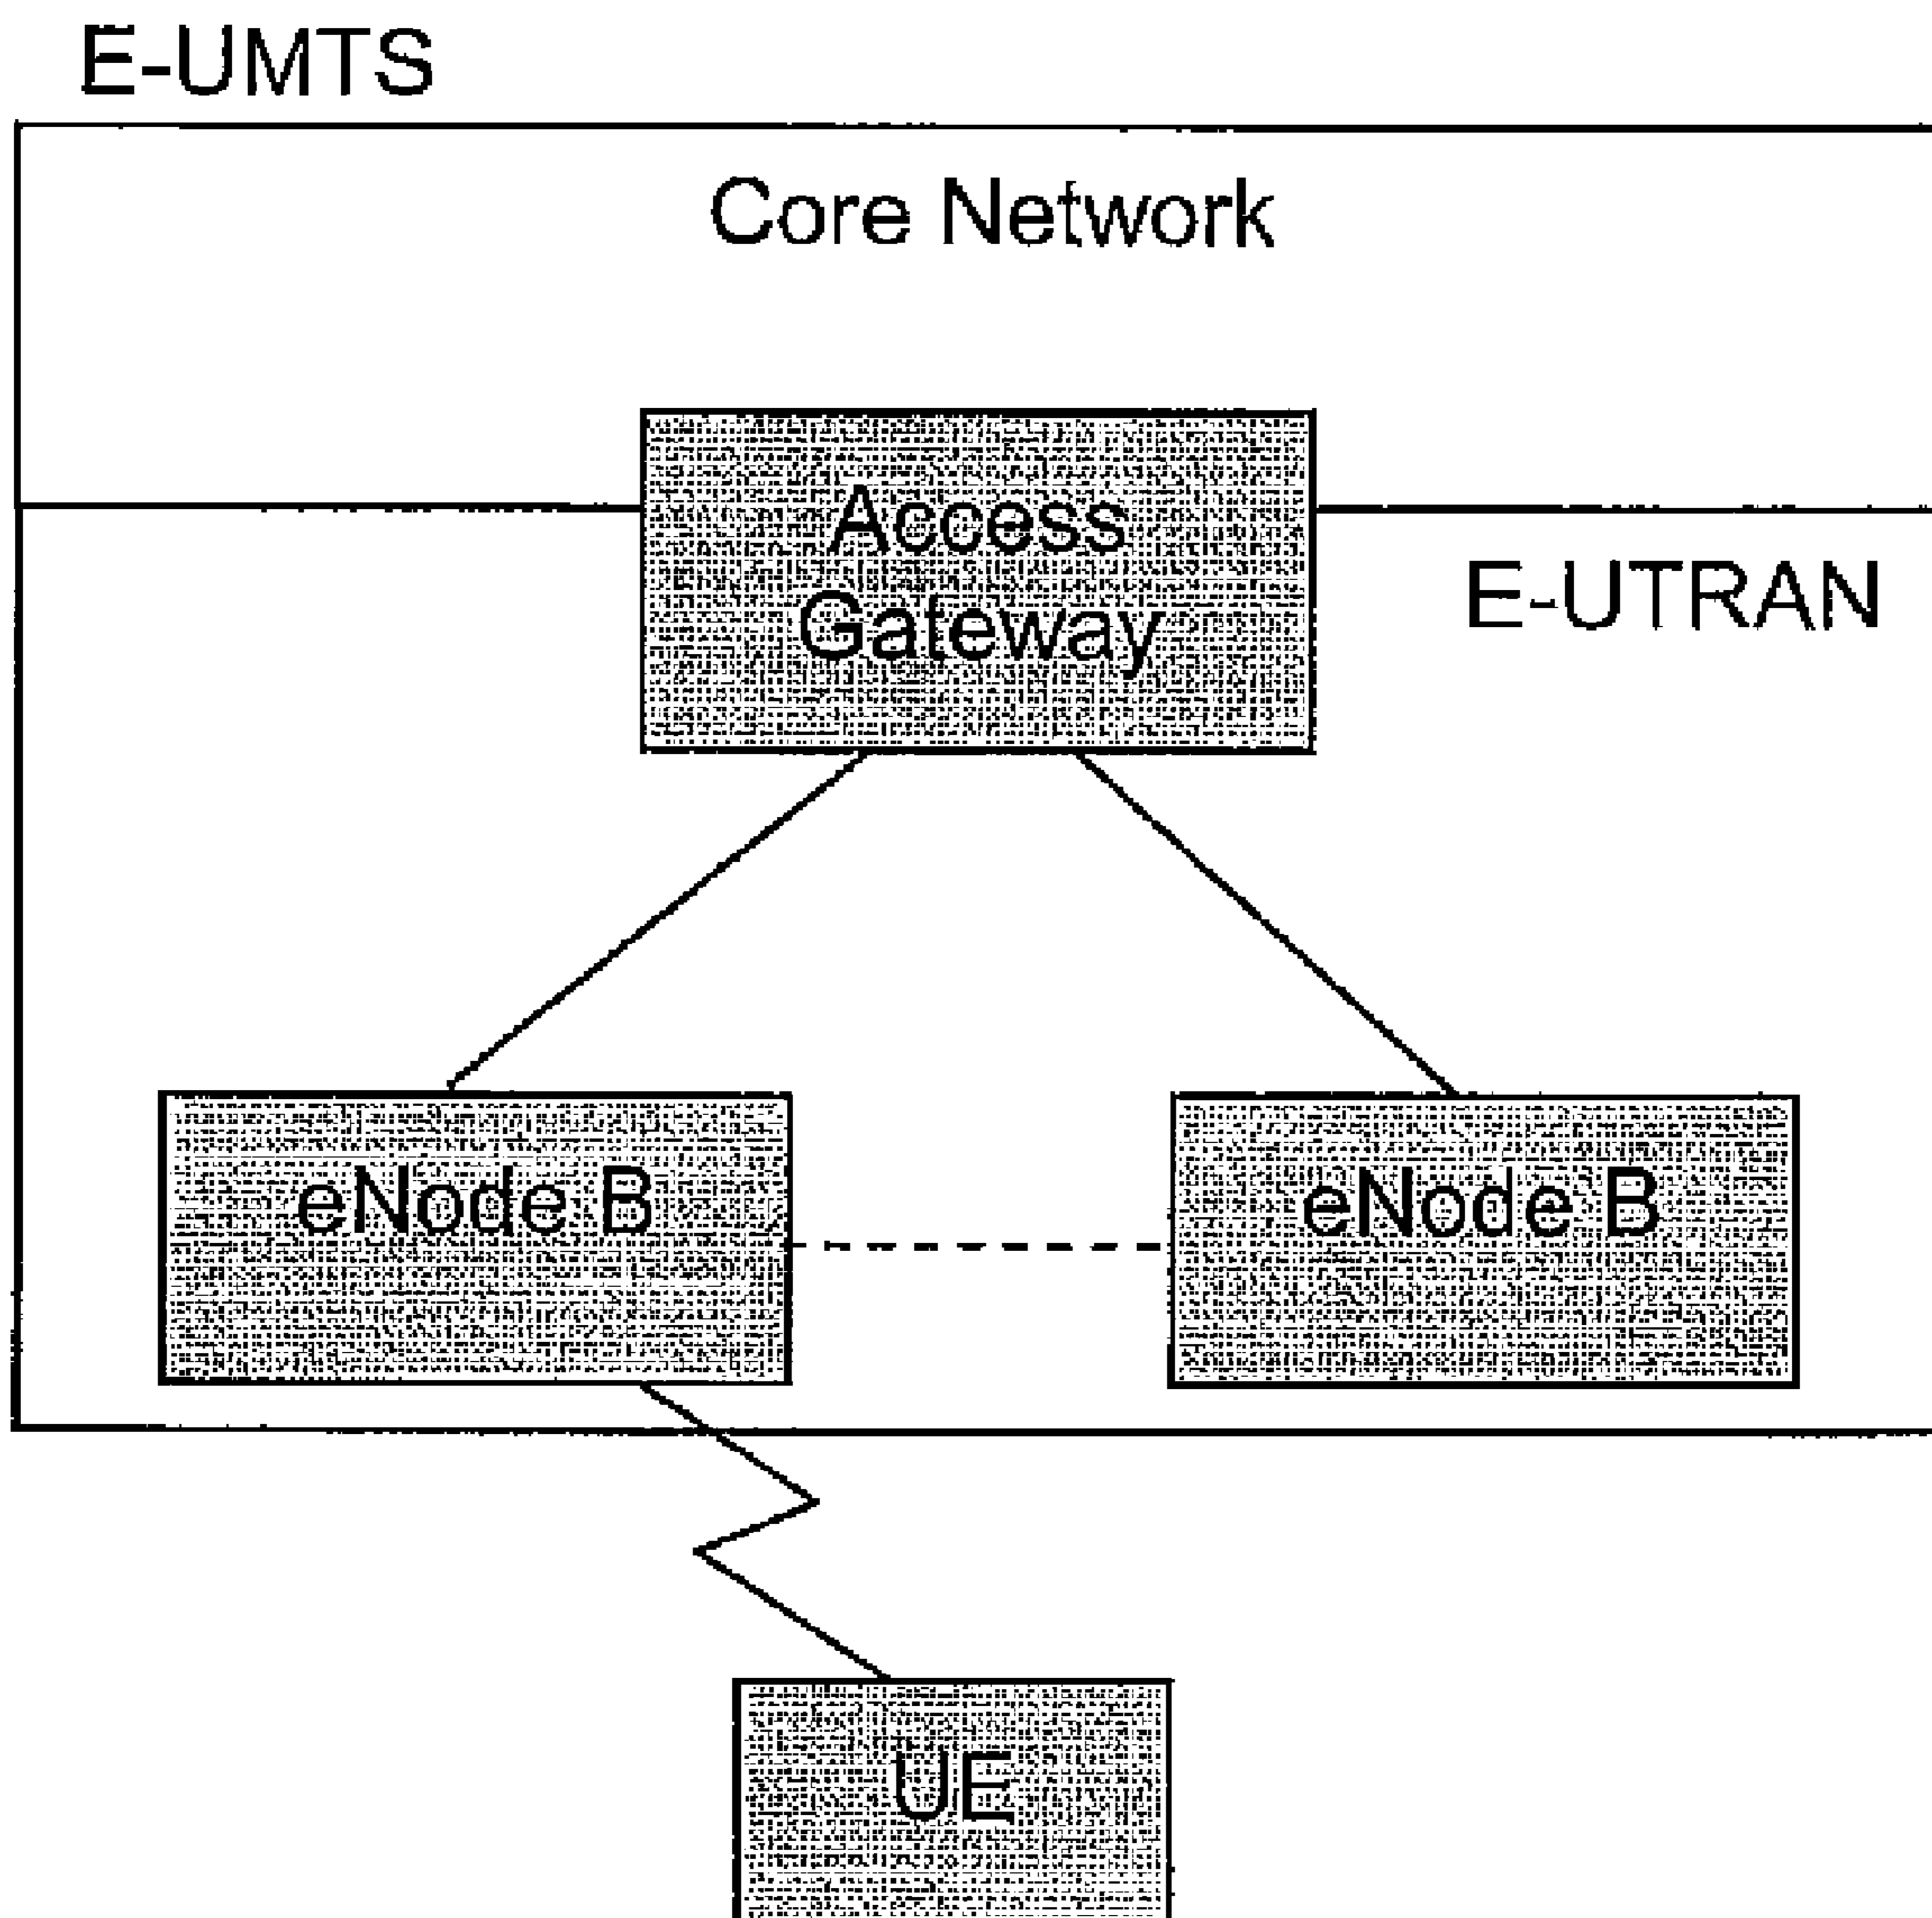 E-UMTS
Core Network
Access
Gateway
E-UTRAN
eNode B
eNode B
UE